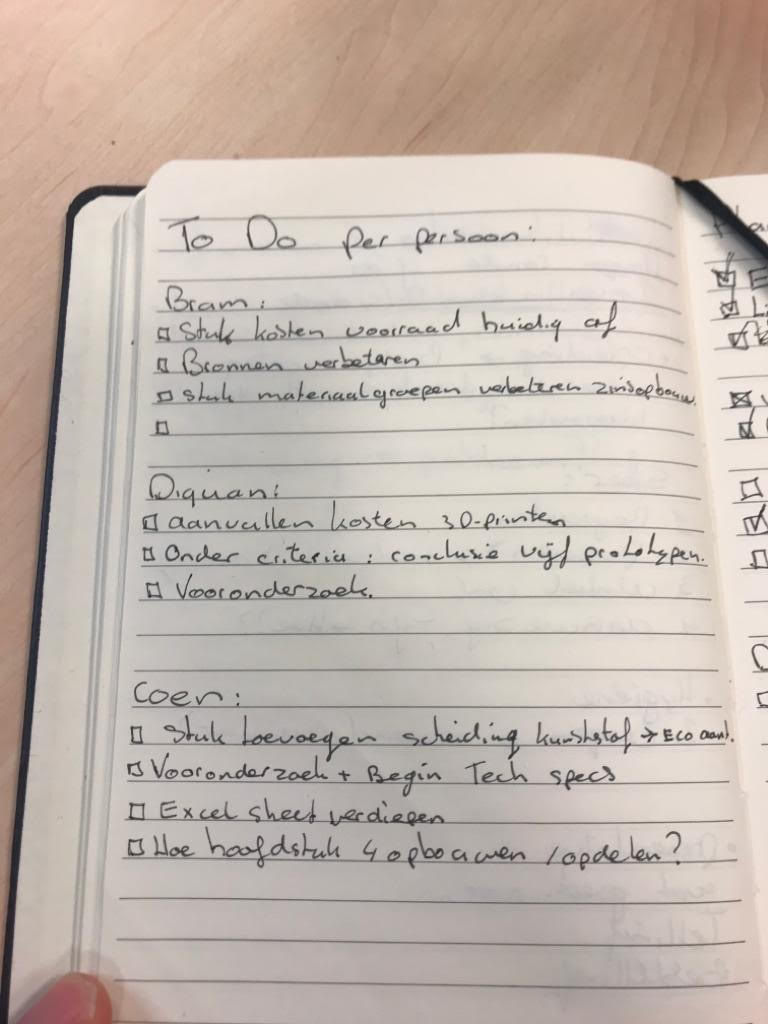 To Do per persoon:
Bram:
Stuk kosten voorraad huidig af
Bronnen verbeteren
Stuk materiaalgroepen verbeteren zinsopbouw.
Diquan:
aanvullen kosten 3D-printen
Onder criteria: conclusie vijf prototypen.
Vooronderzoek.
Coen:
Stuk toevoegen scheiding kunststof → Eco aant.
Vooronderzoek + Begin Tech specs
Excel sheet verdiepen
Hoe hoofdstuk 4 opbouwen / opdelen?